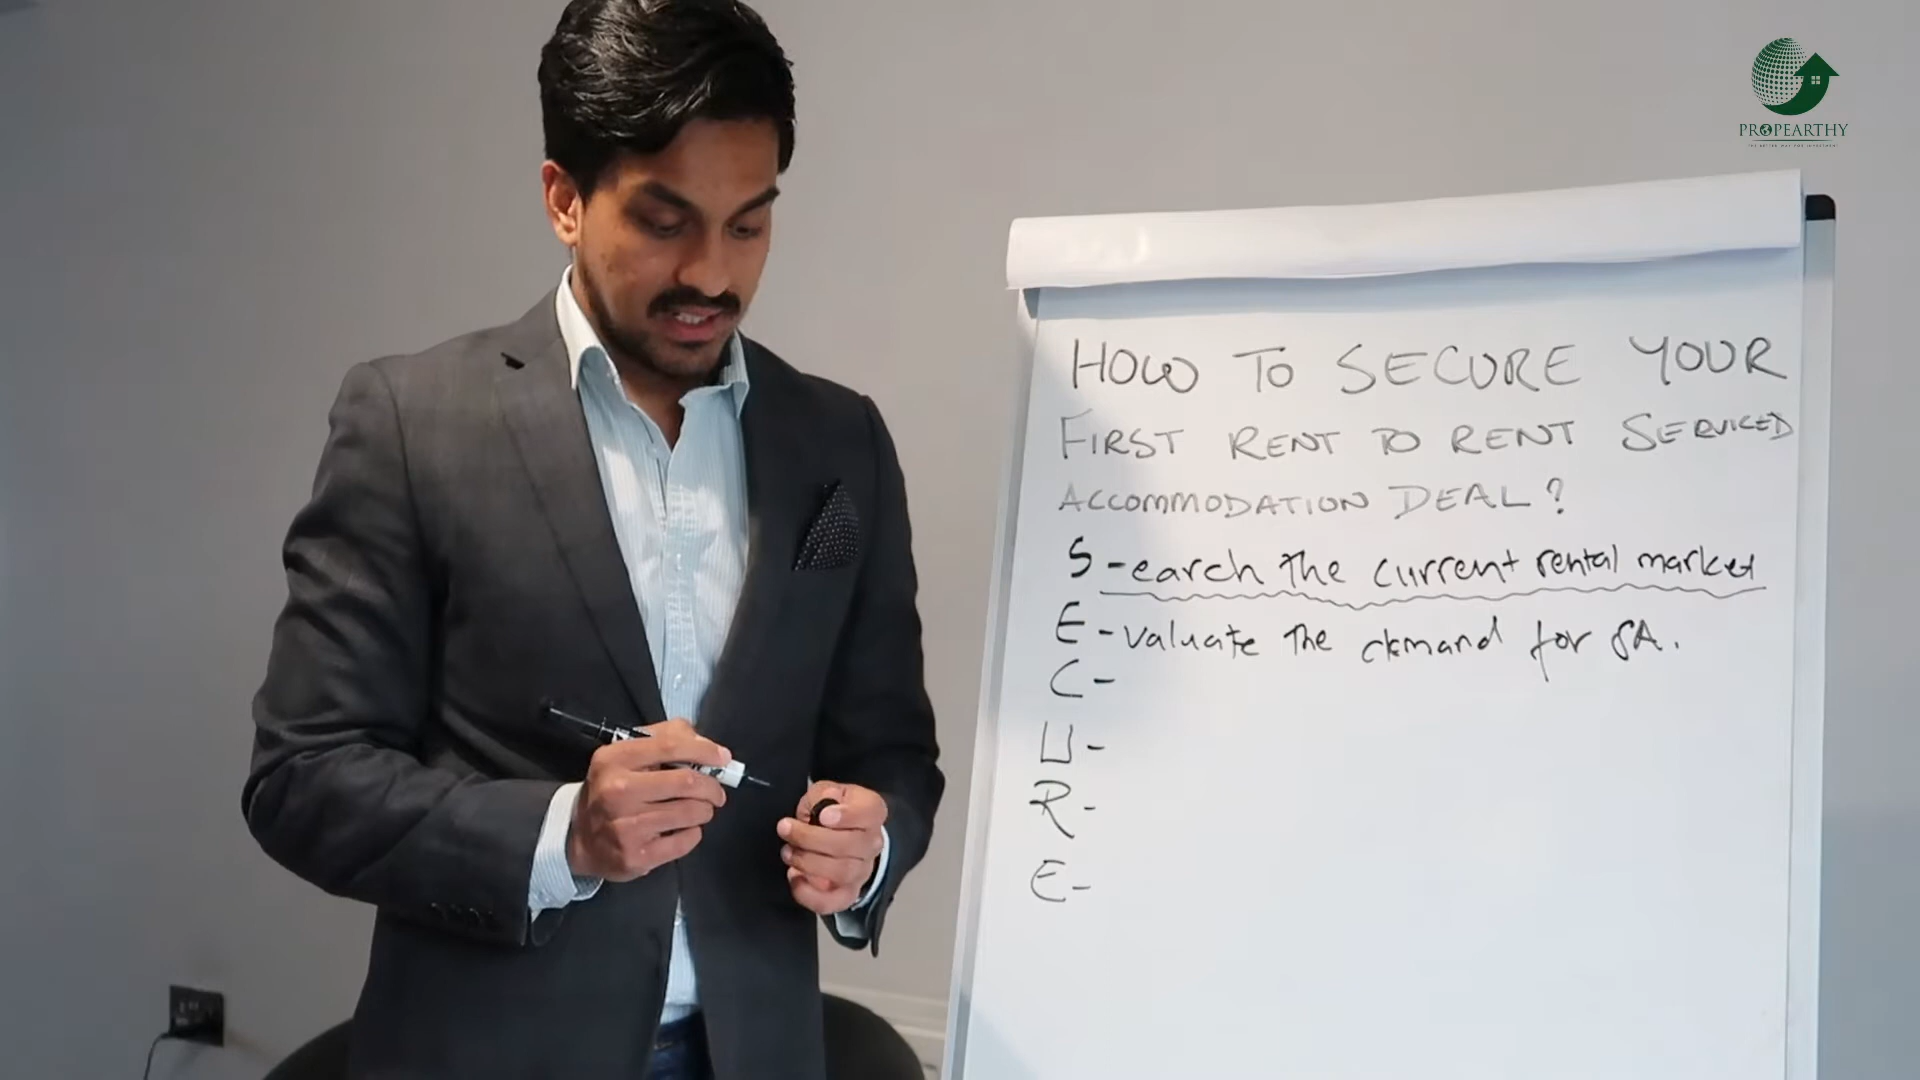 PROPEARTHY
HOW TO SECURE YOUR
FIRST RENT TO RENT SERVICED
ACCOMMODATION DEAL?
S-earch the current rental market
E-valuate the demand for SA.
C-
U-
R-
E-